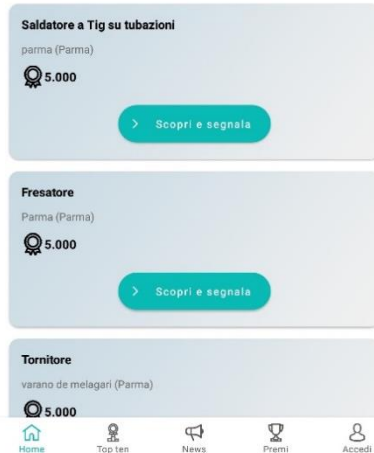 Saldatore a Tig su tubazioni
parma (Parma)
5.000
Scopri e segnala
Fresatore
Parma (Parma)
5.000
Scopri e segnala
Tornitore
varano de melagari (Parma)
5.000
Home Top ten News Premi Accedi